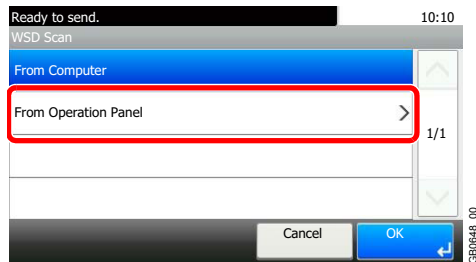 Ready to send.
10:10
WSD Scan
From Computer
From Operation Panel
1/1
Cancel
OK
GB0648_00